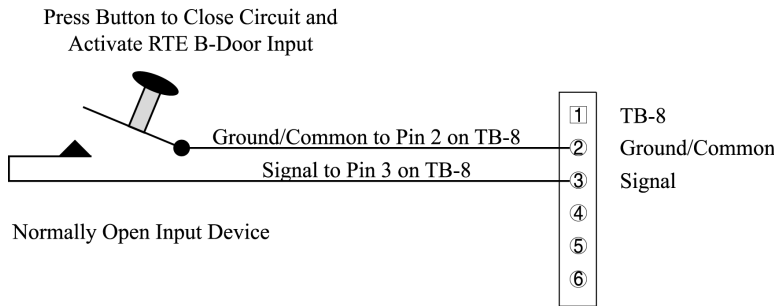 Press Button to Close Circuit and
Activate RTE B-Door Input
1 TB-8
Ground/Common to Pin 2 on TB-8
2 Ground/Common
Signal to Pin 3 on TB-8
3 Signal
4
Normally Open Input Device
5
6